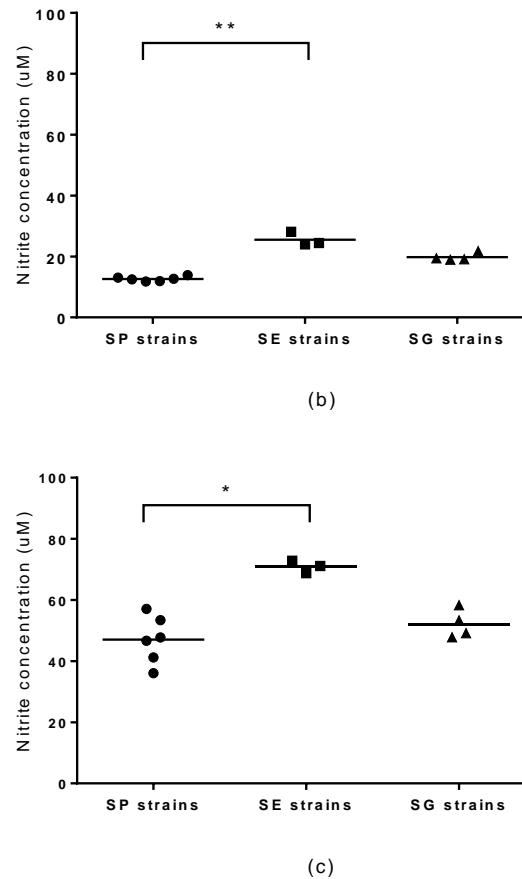 **
100
80
60
40
20
0
Nitrite concentration (uM)
SP strains SE strains SG strains
(b)
*
100
80
60
40
20
0
Nitrite concentration (uM)
SP strains SE strains SG strains
(c)